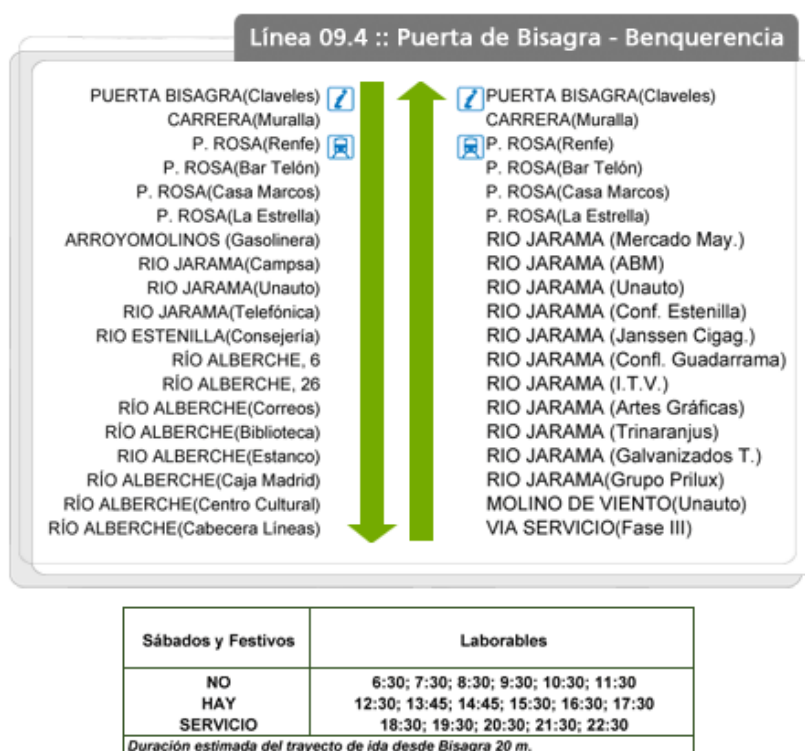 Línea 09.4 :: Puerta de Bisagra - Benquerencia
PUERTA BISAGRA(Claveles)
CARRERA(Muralla)
P. ROSA(Renfe)
P. ROSA(Bar Telón)
P. ROSA(Casa Marcos)
P. ROSA(La Estrella)
ARROYOMOLINOS (Gasolinera)
RIO JARAMA(Campsa)
RIO JARAMA(Unauto)
RIO JARAMA(Telefónica)
RIO ESTENILLA(Consejería)
RÍO ALBERCHE, 6
RÍO ALBERCHE, 26
RÍO ALBERCHE(Correos)
RÍO ALBERCHE(Biblioteca)
RIO ALBERCHE(Estanco)
RÍO ALBERCHE(Caja Madrid)
RÍO ALBERCHE(Centro Cultural)
RÍO ALBERCHE(Cabecera Líneas)
PUERTA BISAGRA(Claveles)
CARRERA(Muralla)
P. ROSA(Renfe)
P. ROSA(Bar Telón)
P. ROSA(Casa Marcos)
P. ROSA(La Estrella)
RIO JARAMA (Mercado May.)
RIO JARAMA (ABM)
RIO JARAMA (Unauto)
RIO JARAMA (Conf. Estenilla)
RIO JARAMA (Janssen Cigag.)
RIO JARAMA (Confl. Guadarrama)
RIO JARAMA (I.T.V.)
RIO JARAMA (Artes Gráficas)
RIO JARAMA (Trinaranjus)
RIO JARAMA (Galvanizados T.)
RIO JARAMA(Grupo Prilux)
MOLINO DE VIENTO(Unauto)
VIA SERVICIO(Fase III)
Sábados y Festivos
Laborables
NO
HAY
SERVICIO
6:30; 7:30; 8:30; 9:30; 10:30; 11:30
12:30; 13:45; 14:45; 15:30; 16:30; 17:30
18:30; 19:30; 20:30; 21:30; 22:30
Duración estimada del trayecto de ida desde Bisagra 20 m.